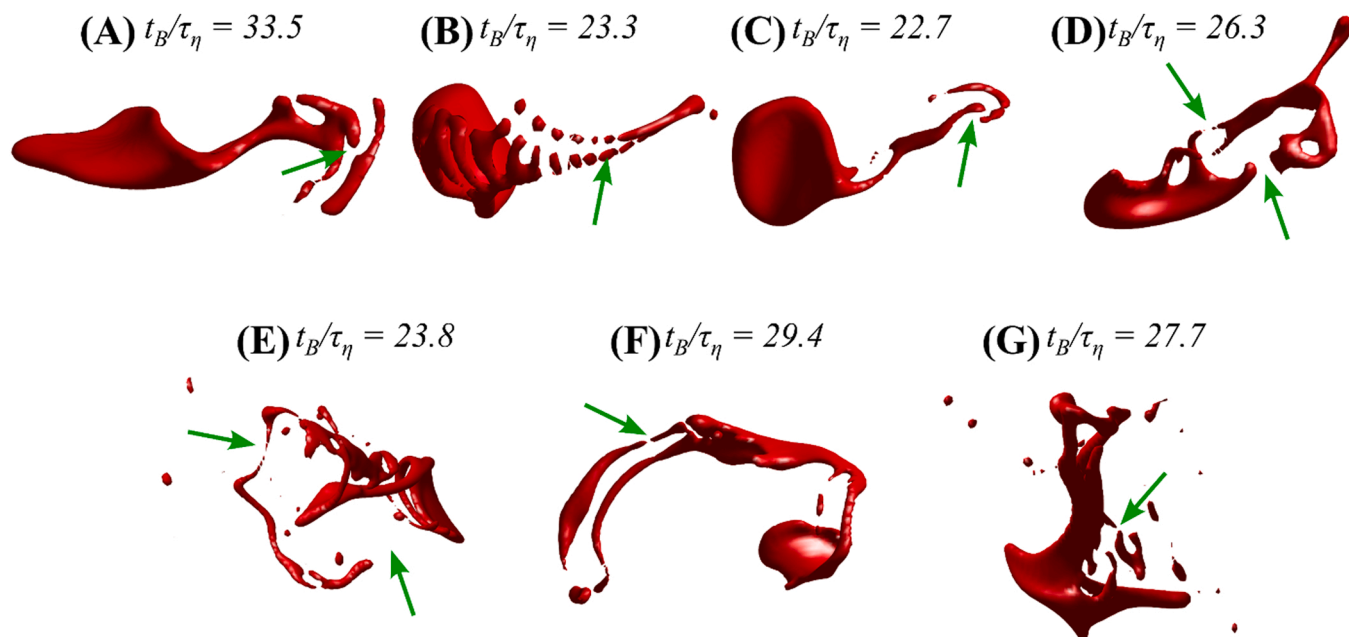 (A) t_B/τ_η = 33.5
(B) t_B/τ_η = 23.3
(C) t_B/τ_η = 22.7
(D) t_B/τ_η = 26.3
(E) t_B/τ_η = 23.8
(F) t_B/τ_η = 29.4
(G) t_B/τ_η = 27.7